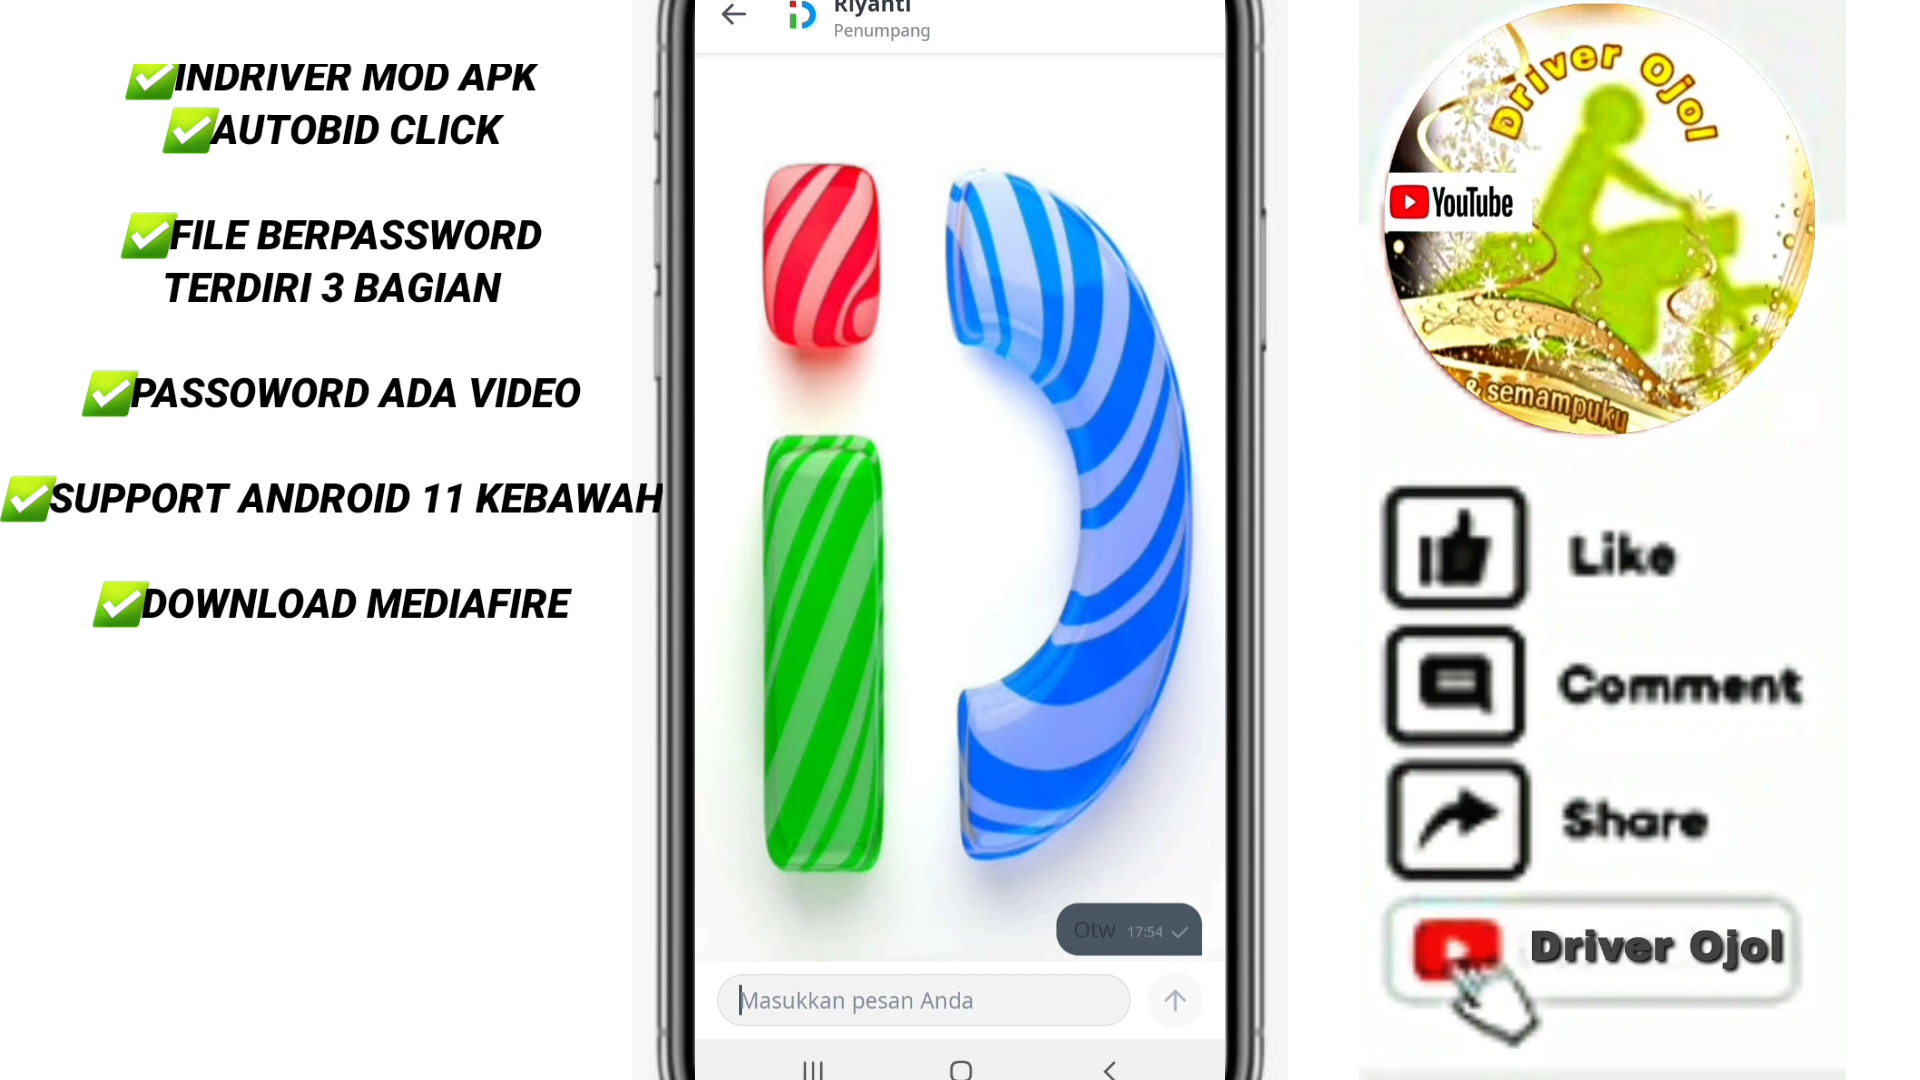 ✅INDRIVER MOD APK
✅AUTOBID CLICK
✅FILE BERPASSWORD
TERDIRI 3 BAGIAN
✅PASSOWORD ADA VIDEO
✅SUPPORT ANDROID 11 KEBAWAH
✅DOWNLOAD MEDIAFIRE
Riyanti
Penumpang
Otw 17:54
Masukkan pesan Anda
Driver Ojol
YouTube
& semampuku
Like
Comment
Share
Driver Ojol